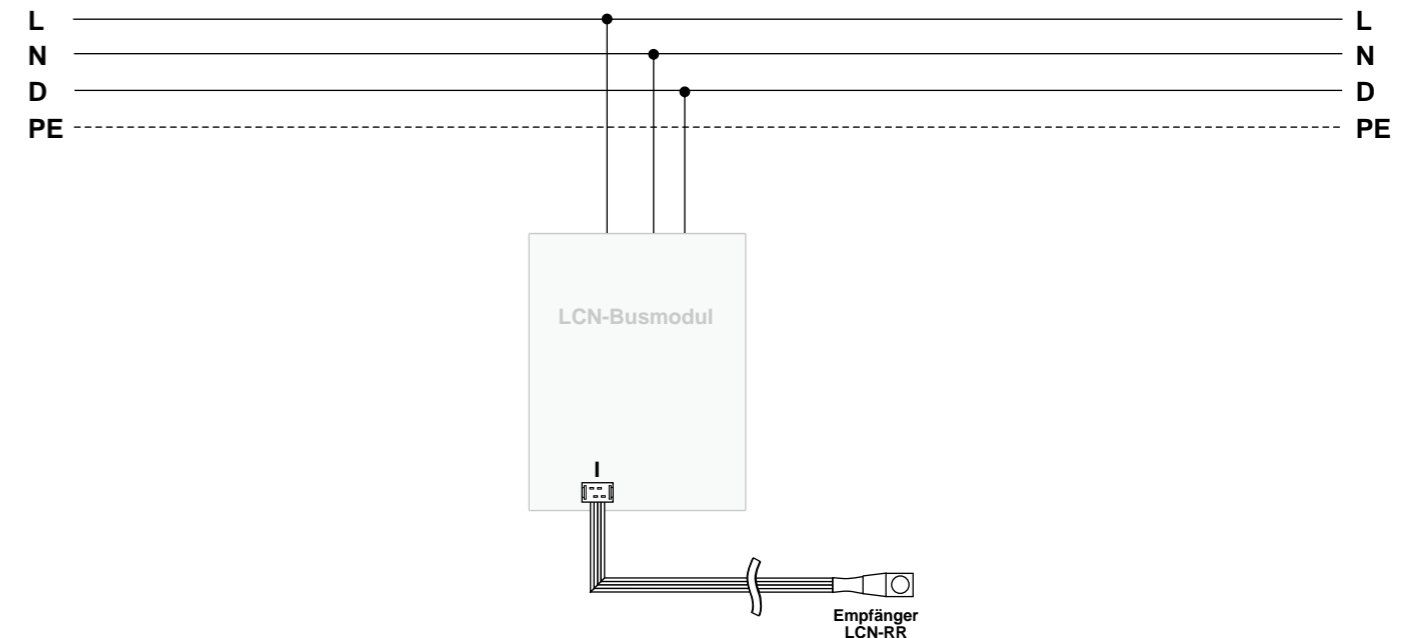 L L
N N
D D
PE PE
LCN-Busmodul
I
Empfänger
LCN-RR